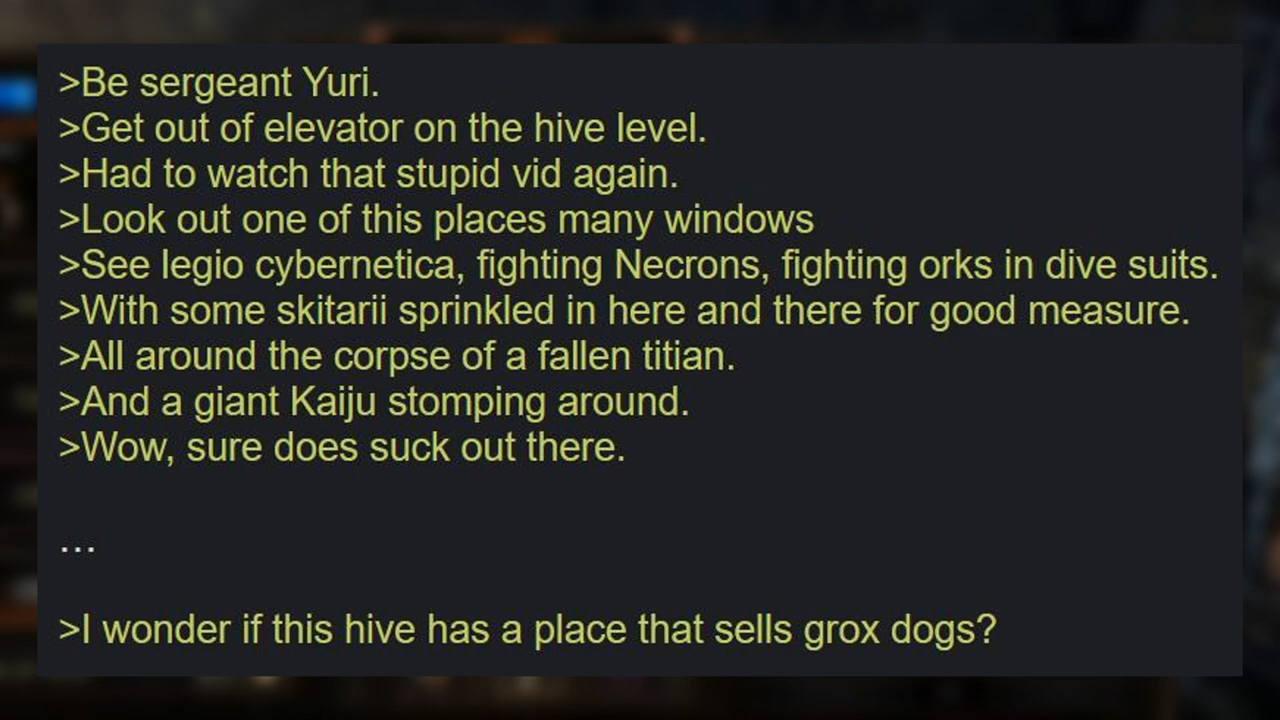 >Be sergeant Yuri.
>Get out of elevator on the hive level.
>Had to watch that stupid vid again.
>Look out one of this places many windows
>See legio cybernetica, fighting Necrons, fighting orks in dive suits.
>With some skitarii sprinkled in here and there for good measure.
>All around the corpse of a fallen titian.
>And a giant Kaiju stomping around.
>Wow, sure does suck out there.
...
>I wonder if this hive has a place that sells grox dogs?